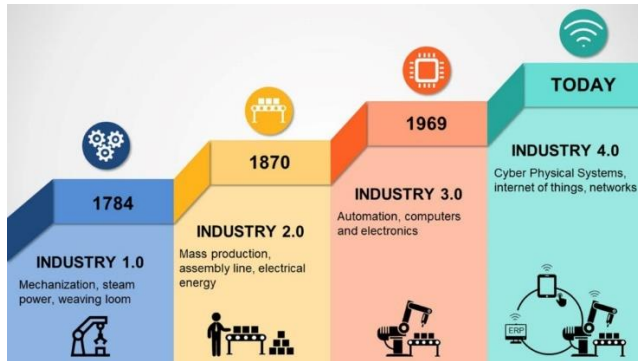 1784
INDUSTRY 1.0
Mechanization, steam
power, weaving loom
1870
INDUSTRY 2.0
Mass production,
assembly line, electrical
energy
1969
INDUSTRY 3.0
Automation, computers
and electronics
TODAY
INDUSTRY 4.0
Cyber Physical Systems,
internet of things, networks
ERP